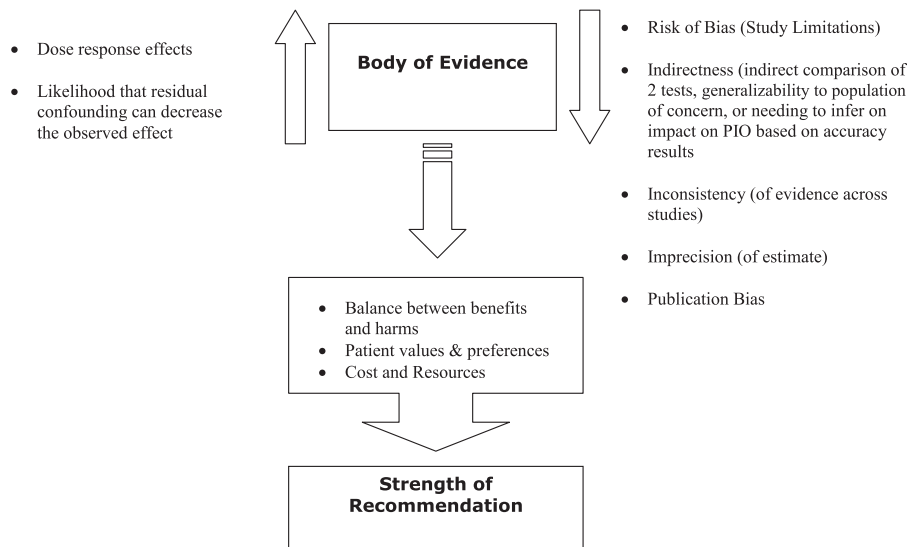 • Dose response effects
• Likelihood that residual
confounding can decrease
the observed effect
Body of Evidence
• Risk of Bias (Study Limitations)
• Indirectness (indirect comparison of
2 tests, generalizability to population
of concern, or needing to infer on
impact on PIO based on accuracy
results
• Inconsistency (of evidence across
studies)
• Imprecision (of estimate)
• Publication Bias
• Balance between benefits
and harms
• Patient values & preferences
• Cost and Resources
Strength of
Recommendation